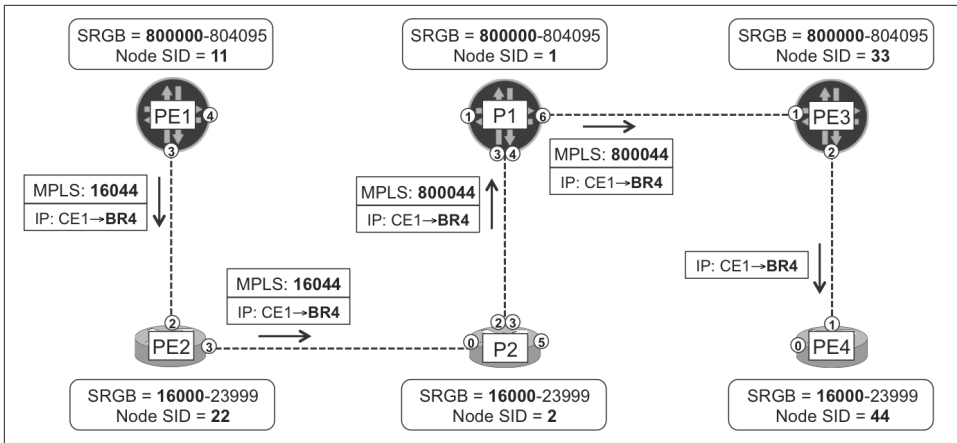 SRGB = 800000-804095
Node SID = 11
SRGB = 800000-804095
Node SID = 1
SRGB = 800000-804095
Node SID = 33
PE1
4
3
1
P1
6
3
4
1
PE3
2
MPLS: 16044
IP: CE1→BR4
MPLS: 800044
IP: CE1→BR4
MPLS: 800044
IP: CE1→BR4
MPLS: 16044
IP: CE1→BR4
IP: CE1→BR4
2
PE2
3
2
3
0
P2
5
1
0
PE4
SRGB = 16000-23999
Node SID = 22
SRGB = 16000-23999
Node SID = 2
SRGB = 16000-23999
Node SID = 44